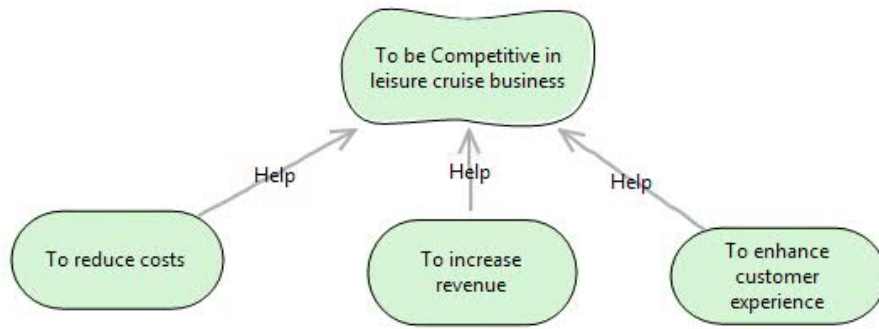 To be Competitive in
leisure cruise business
Help
Help
Help
To reduce costs
To increase
revenue
To enhance
customer
experience